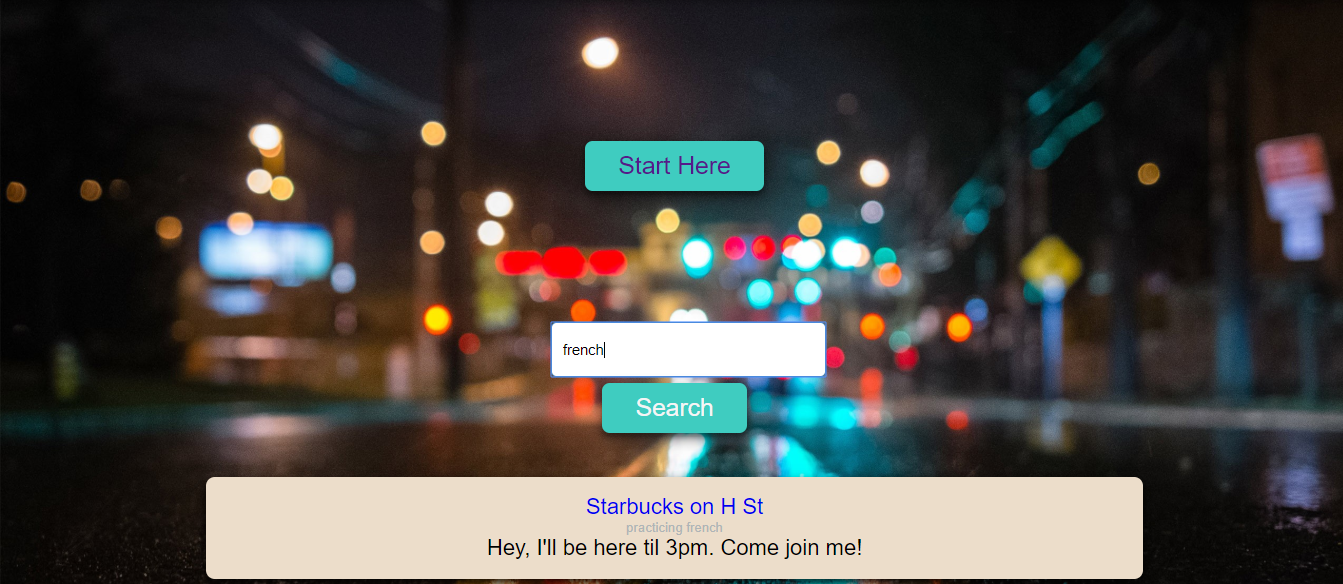 Start Here
french
Search
Starbucks on H St
practicing french
Hey, I'll be here til 3pm. Come join me!